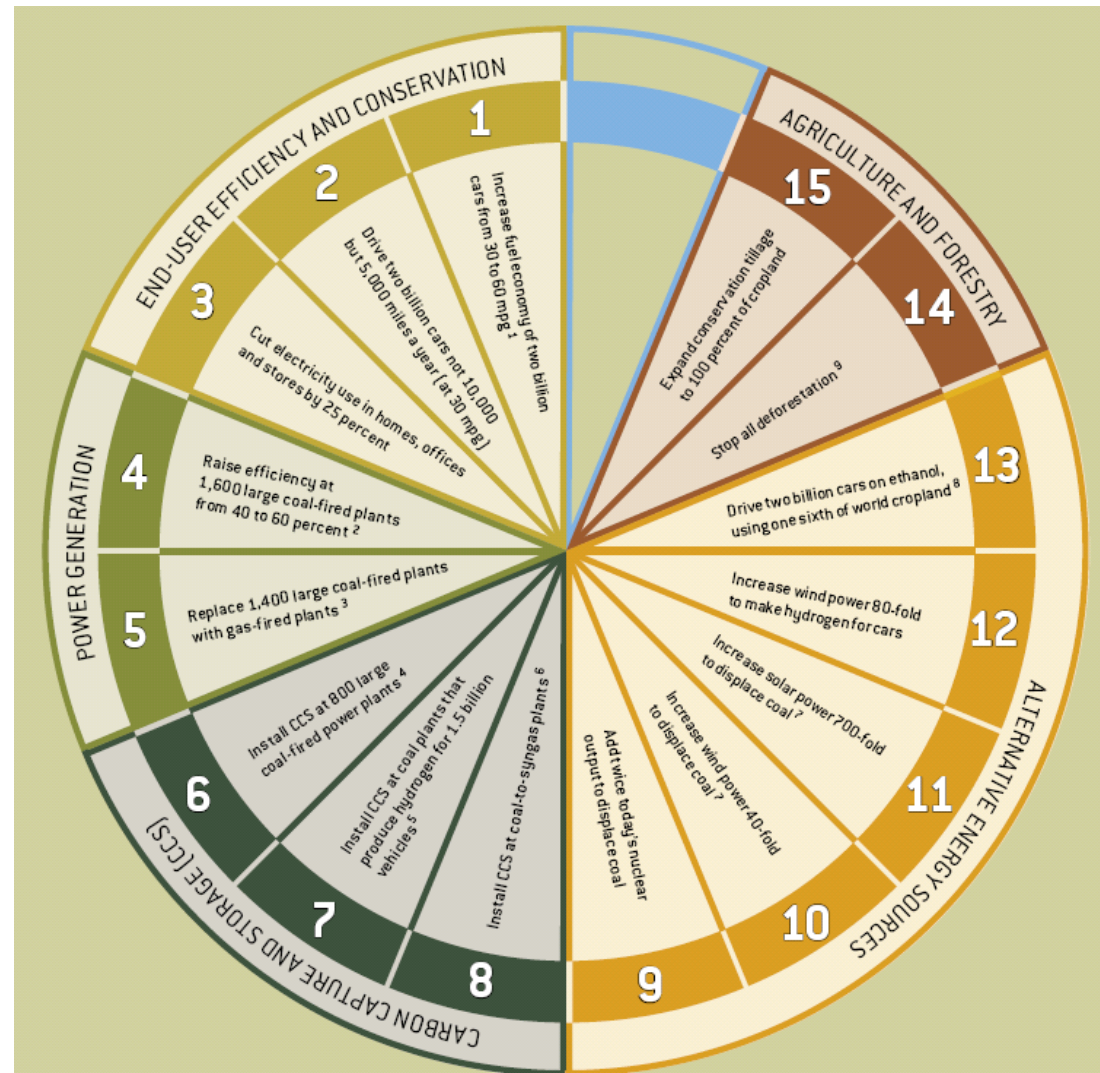 END-USER EFFICIENCY AND CONSERVATION
1
Increase fuel economy of two billion
cars from 30 to 60 mpg 1
2
Drive two billion cars not 10,000
but 5,000 miles a year (at 30 mpg)
3
Cut electricity use in homes, offices
and stores by 25 percent
POWER GENERATION
4
Raise efficiency at
1,600 large coal-fired plants
from 40 to 60 percent 2
5
Replace 1,400 large coal-fired plants
with gas-fired plants 3
CARBON CAPTURE AND STORAGE (CCS)
6
Install CCS at 800 large
coal-fired power plants 4
7
Install CCS at coal plants that
produce hydrogen for 1.5 billion
vehicles 5
8
Install CCS at coal-to-syngas plants 6
ALTERNATIVE ENERGY SOURCES
9
Add twice today's nuclear
output to displace coal
10
Increase wind power 40-fold
to displace coal 7
11
Increase solar power 700-fold
to displace coal 7
12
Increase wind power 80-fold
to make hydrogen for cars
13
Drive two billion cars on ethanol,
using one sixth of world cropland 8
AGRICULTURE AND FORESTRY
14
Stop all deforestation 9
15
Expand conservation tillage
to 100 percent of cropland